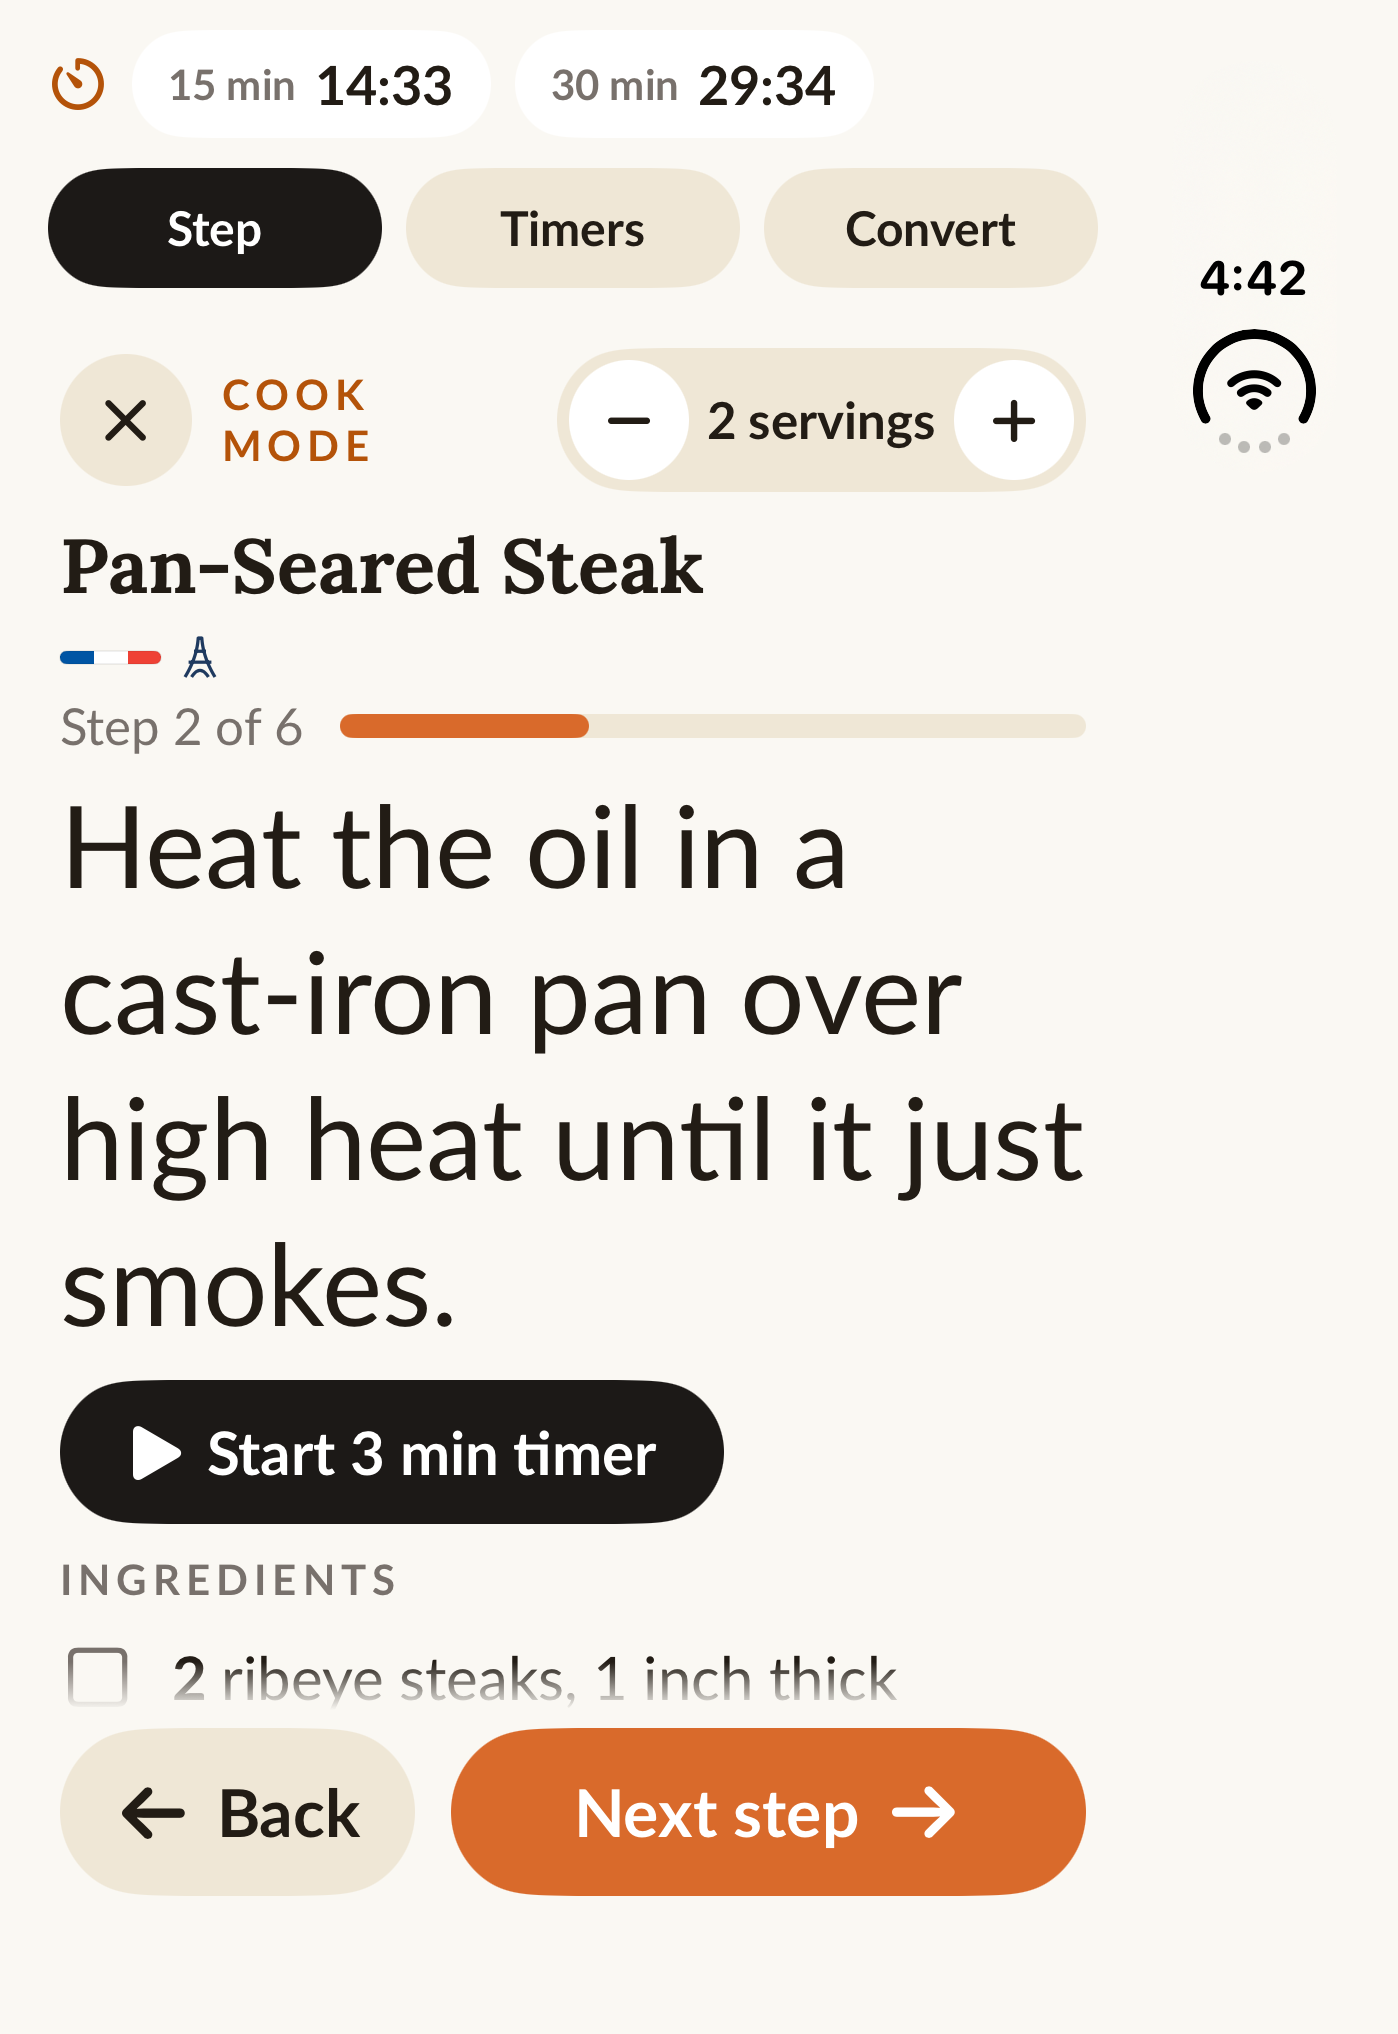 15 min 14:33 30 min 29:34
Step Timers Convert
4:42
COOK
MODE
2 servings
Pan-Seared Steak
Step 2 of 6
Heat the oil in a
cast-iron pan over
high heat until it just
smokes.
Start 3 min timer
INGREDIENTS
2 ribeye steaks, 1 inch thick
Back Next step